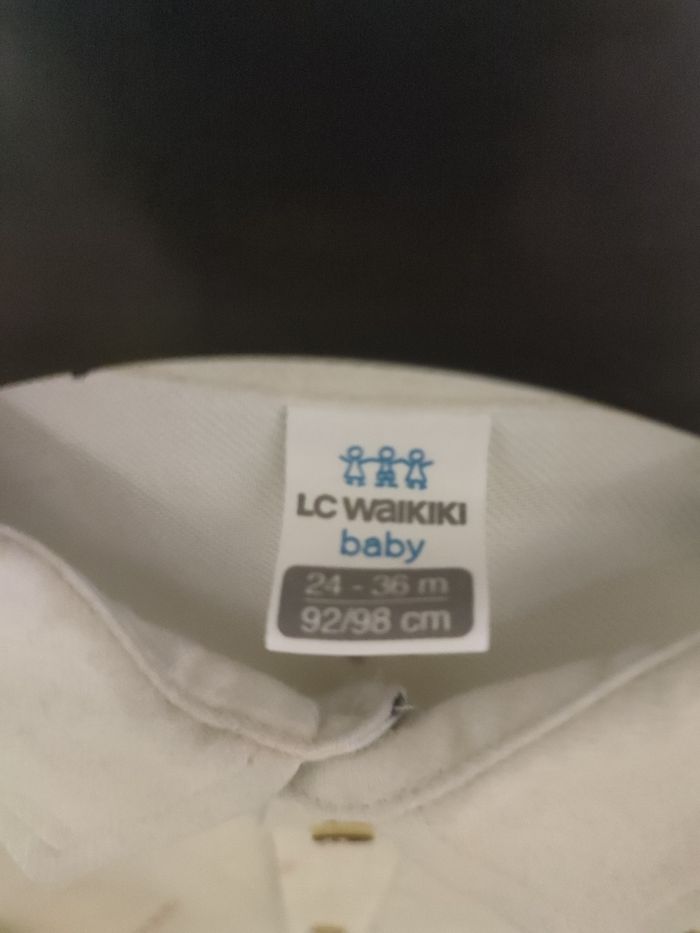 LC WAIKIKI
baby
24 - 36 m
92/98 cm